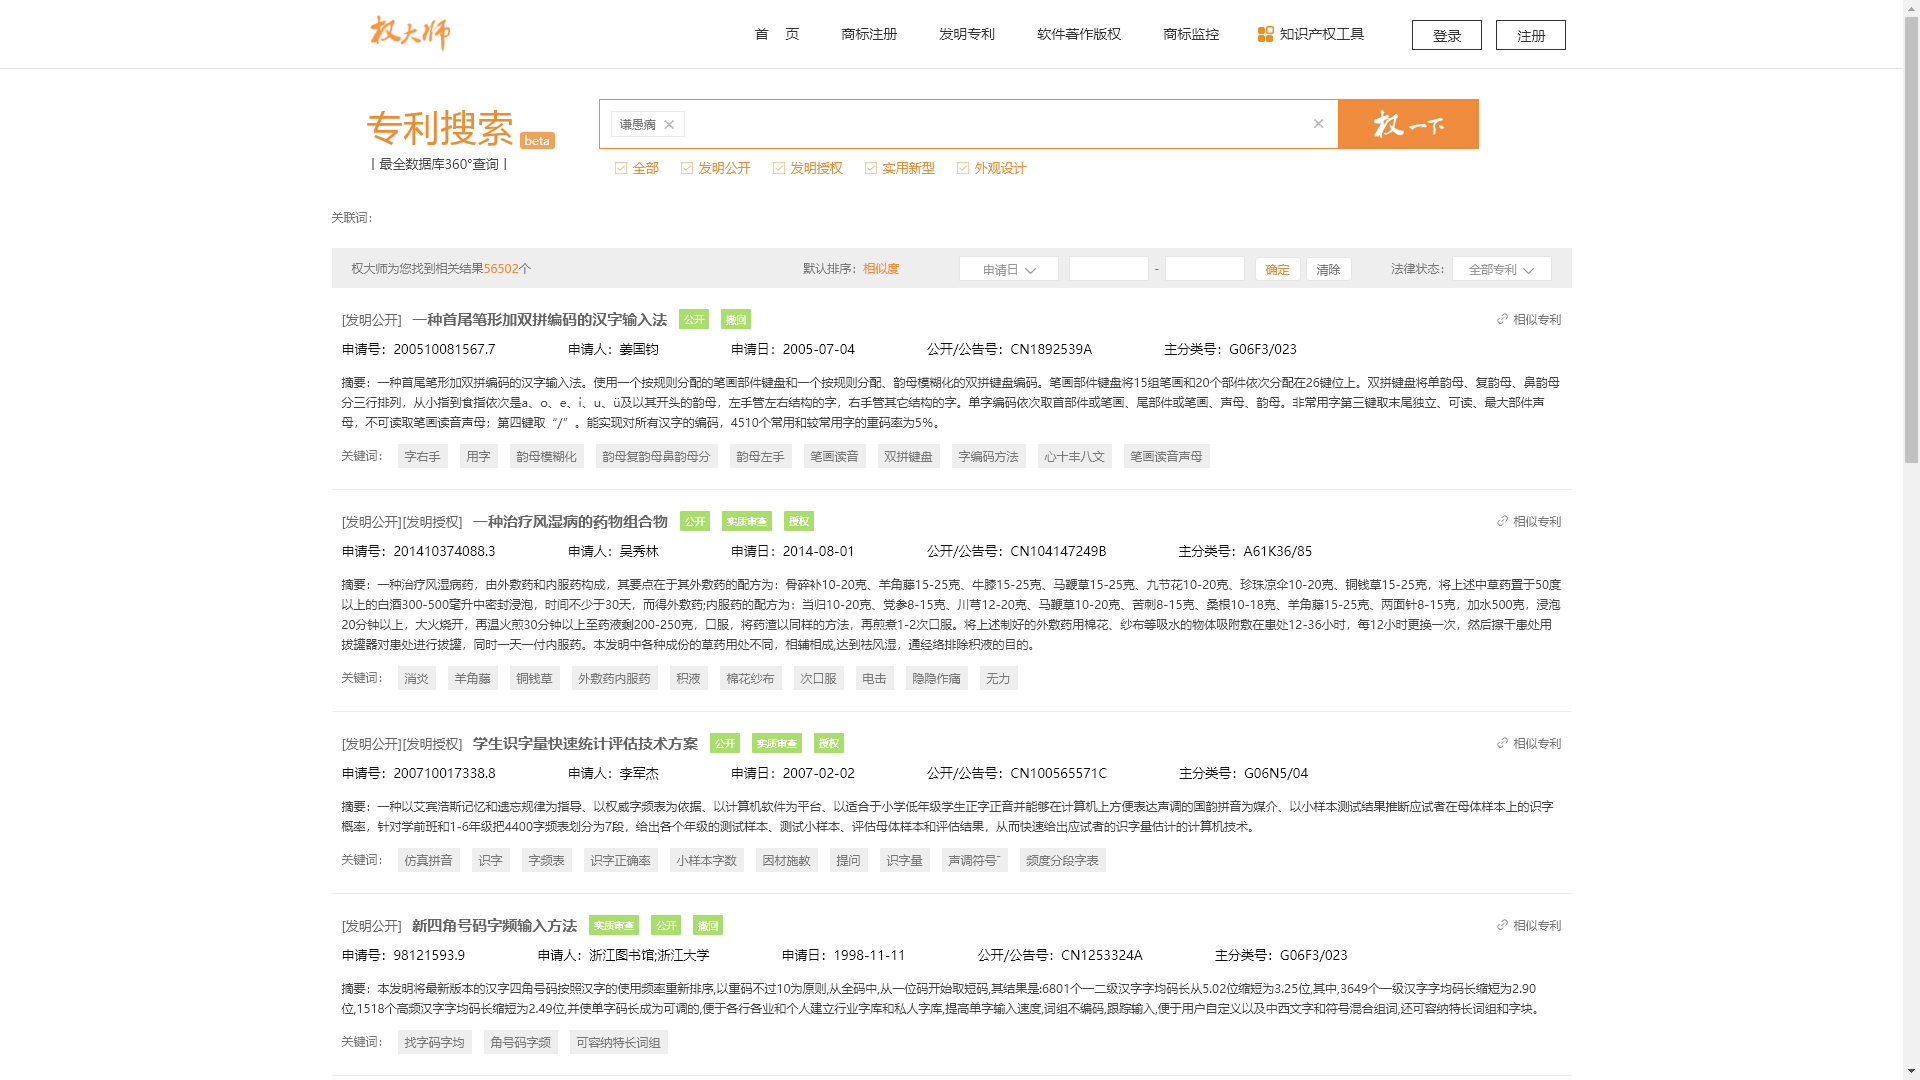 权大师
首 页
商标注册
发明专利
软件著作版权
商标监控
知识产权工具
登录
注册
专利搜索 beta
最全数据库360°查询
谦愚痏
权一下
全部
发明公开
发明授权
实用新型
外观设计
关联词：
权大师为您找到相关结果56502个
默认排序：相似度
申请日
-
确定
清除
法律状态：
全部专利
[发明公开] 一种首尾笔形加双拼编码的汉字输入法 公开 撤回
相似专利
申请号：200510081567.7 申请人：姜国钧 申请日：2005-07-04 公开/公告号：CN1892539A 主分类号：G06F3/023
摘要：一种首尾笔形加双拼编码的汉字输入法。使用一个按规则分配的笔画部件键盘和一个按规则分配、韵母模糊化的双拼键盘编码。笔画部件键盘将15组笔画和20个部件依次分配在26键位上。双拼键盘将单韵母、复韵母、鼻韵母
分三行排列，从小指到食指依次是a、o、e、i、u、ü及以其开头的韵母，左手管左右结构的字，右手管其它结构的字。单字编码依次取首部件或笔画、尾部件或笔画、声母、韵母。非常用字第三键取末尾独立、可读、最大部件声
母，不可读取笔画读音声母；第四键取“/”。能实现对所有汉字的编码，4510个常用和较常用字的重码率为5%。
关键词： 字右手 用字 韵母模糊化 韵母复韵母鼻韵母分 韵母左手 笔画读音 双拼键盘 字编码方法 心十丰八文 笔画读音声母
[发明公开][发明授权] 一种治疗风湿病的药物组合物 公开 实质审查 授权
相似专利
申请号：201410374088.3 申请人：吴秀林 申请日：2014-08-01 公开/公告号：CN104147249B 主分类号：A61K36/85
摘要：一种治疗风湿病药，由外敷药和内服药构成，其要点在于其外敷药的配方为：骨碎补10-20克、羊角藤15-25克、牛膝15-25克、马鞭草15-25克、九节花10-20克、珍珠凉伞10-20克、铜钱草15-25克，将上述中草药置于50度
以上的白酒300-500毫升中密封浸泡，时间不少于30天，而得外敷药;内服药的配方为：当归10-20克、党参8-15克、川芎12-20克、马鞭草10-20克、苦刺8-15克、桑根10-18克、羊角藤15-25克、两面针8-15克，加水500克，浸泡
20分钟以上，大火烧开，再温火煎30分钟以上至药液剩200-250克，口服，将药渣以同样的方法，再煎煮1-2次口服。将上述制好的外敷药用棉花、纱布等吸水的物体吸附敷在患处12-36小时，每12小时更换一次，然后擦干患处用
拔罐器对患处进行拔罐，同时一天一付内服药。本发明中各种成份的草药用处不同，相辅相成,达到祛风湿，通经络排除积液的目的。
关键词： 消炎 羊角藤 铜钱草 外敷药内服药 积液 棉花纱布 次口服 电击 隐隐作痛 无力
[发明公开][发明授权] 学生识字量快速统计评估技术方案 公开 实质审查 授权
相似专利
申请号：200710017338.8 申请人：李军杰 申请日：2007-02-02 公开/公告号：CN100565571C 主分类号：G06N5/04
摘要：一种以艾宾浩斯记忆和遗忘规律为指导、以权威字频表为依据、以计算机软件为平台、以适合于小学低年级学生正字正音并能够在计算机上方便表达声调的国韵拼音为媒介、以小样本测试结果推断应试者在母体样本上的识字
概率，针对学前班和1-6年级把4400字频表划分为7段，给出各个年级的测试样本、测试小样本、评估母体样本和评估结果，从而快速给出应试者的识字量估计的计算机技术。
关键词： 仿真拼音 识字 字频表 识字正确率 小样本字数 因材施教 提问 识字量 声调符号ˉ 频度分段字表
[发明公开] 新四角号码字频输入方法 实质审查 公开 撤回
相似专利
申请号：98121593.9 申请人：浙江图书馆;浙江大学 申请日：1998-11-11 公开/公告号：CN1253324A 主分类号：G06F3/023
摘要：本发明将最新版本的汉字四角号码按照汉字的使用频率重新排序,以重码不过10为原则,从全码中,从一位码开始取短码,其结果是:6801个一二级汉字字均码长从5.02位缩短为3.25位,其中,3649个一级汉字字均码长缩短为2.90
位,1518个高频汉字字均码长缩短为2.49位,并使单字码长成为可调的,便于各行各业和个人建立行业字库和私人字库,提高单字输入速度,词组不编码,跟踪输入,便于用户自定义以及中西文字和符号混合组词,还可容纳特长词组和字块。
关键词： 找字码字均 角号码字频 可容纳特长词组